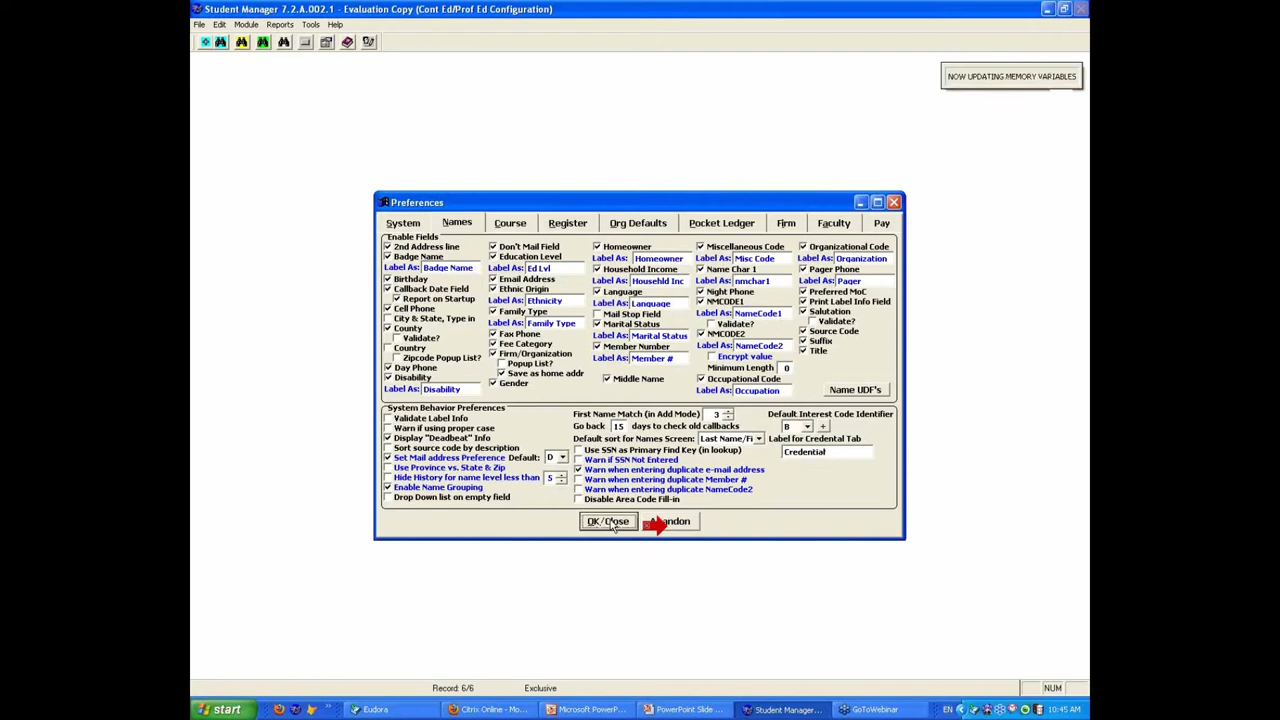 Student Manager 7.2.A.002.1 - Evaluation Copy (Cont Ed/Prof Ed Configuration)
File Edit Module Reports Tools Help
NOW UPDATING MEMORY VARIABLES
Preferences
System Names Course Register Org Defaults Pocket Ledger Firm Faculty Pay
Enable Fields
2nd Address line
Badge Name
Label As: Badge Name
Birthday
Callback Date Field
Report on Startup
Cell Phone
City & State, Type in
County
Validate?
Country
Zipcode Popup List?
Day Phone
Disability
Label As: Disability
Don't Mail Field
Education Level
Label As: Ed Lvl
Email Address
Ethnic Origin
Label As: Ethnicity
Family Type
Label As: Family Type
Fax Phone
Fee Category
Firm/Organization
Popup List?
Save as home addr
Gender
Homeowner
Label As: Homeowner
Household Income
Label As: Househld Inc
Language
Label As: Language
Mail Stop Field
Marital Status
Label As: Marital Status
Member Number
Label As: Member #
Middle Name
Miscellaneous Code
Label As: Misc Code
Name Char 1
Label As: nmchar1
Night Phone
NMCODE1
Label As: NameCode1
Validate?
NMCODE2
Label As: NameCode2
Encrypt value
Minimum Length 0
Occupational Code
Label As: Occupation
Organizational Code
Label As: Organization
Pager Phone
Label As: Pager
Preferred MoC
Print Label Info Field
Salutation
Validate?
Source Code
Suffix
Title
Name UDF's
System Behavior Preferences
Validate Label Info
Warn if using proper case
Display "Deadbeat" Info
Sort source code by description
Set Mail address Preference Default: D
Use Province vs. State & Zip
Hide History for name level less than 5
Enable Name Grouping
Drop Down list on empty field
First Name Match (in Add Mode) 3
Go back 15 days to check old callbacks
Default sort for Names Screen: Last Name/Fi
Use SSN as Primary Find Key (in lookup)
Warn if SSN Not Entered
Warn when entering duplicate e-mail address
Warn when entering duplicate Member #
Warn when entering duplicate NameCode2
Disable Area Code Fill-in
Default Interest Code Identifier
B +
Label for Credental Tab
Credential
OK/Close Abandon
Record: 6/6 Exclusive NUM
start Eudora Citrix Online - Mo... Microsoft PowerP... PowerPoint Slide ... Student Manager... GoToWebinar EN 10:45 AM